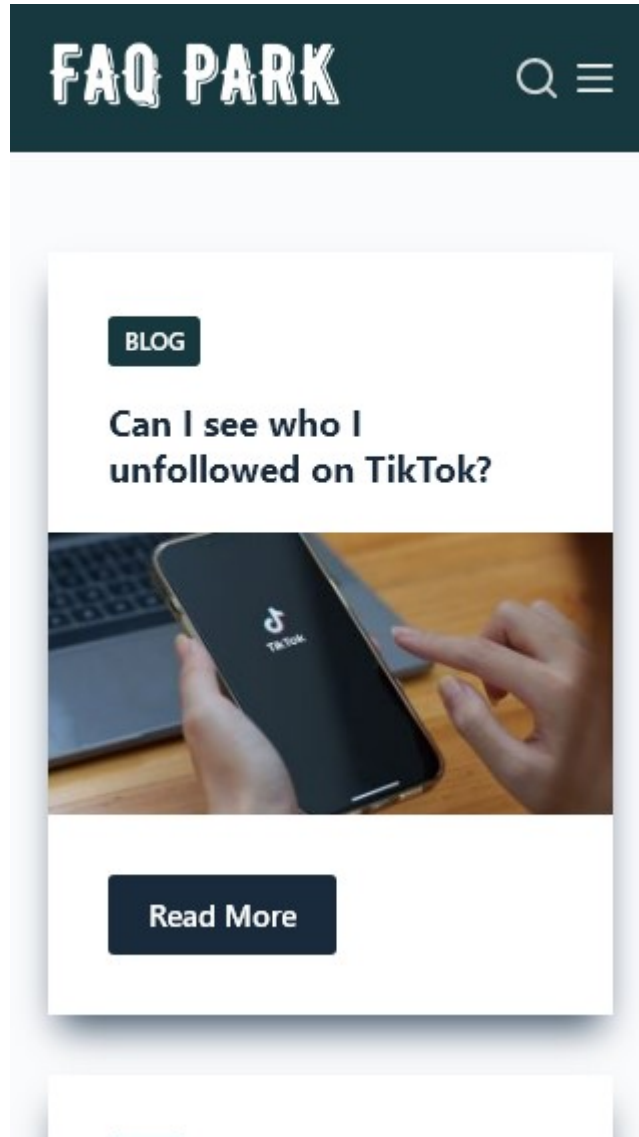 FAQ PARK
BLOG
Can I see who I
unfollowed on TikTok?
TikTok
Read More